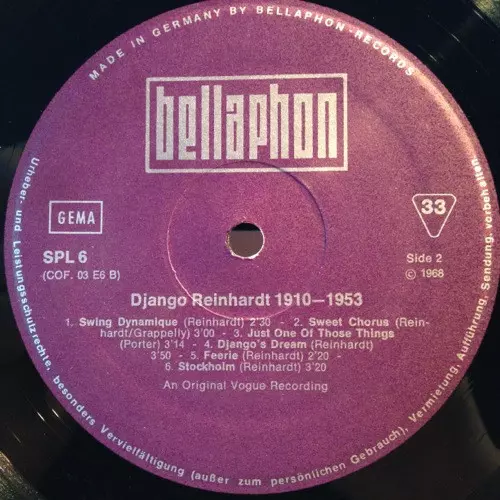 MADE IN GERMANY BY BELLAPHON-RECORDS
bellaphon
GEMA
33
SPL 6
(COF. 03 E6 B)
Side 2
© 1968
Django Reinhardt 1910—1953
1. Swing Dynamique (Reinhardt) 2'30 – 2. Sweet Chorus (Rein-
hardt/Grappelly) 3'00 – 3. Just One Of Those Things
(Porter) 3'14 – 4. Django's Dream (Reinhardt)
3'50 – 5. Feerie (Reinhardt) 2'20 –
6. Stockholm (Reinhardt) 3'20
An Original Vogue Recording
Urheber- und Leistungsschutzrechte, besonders Vervielfältigung (außer zum persönlichen Gebrauch), Vermietung, Aufführung, Sendung, vorbehalten